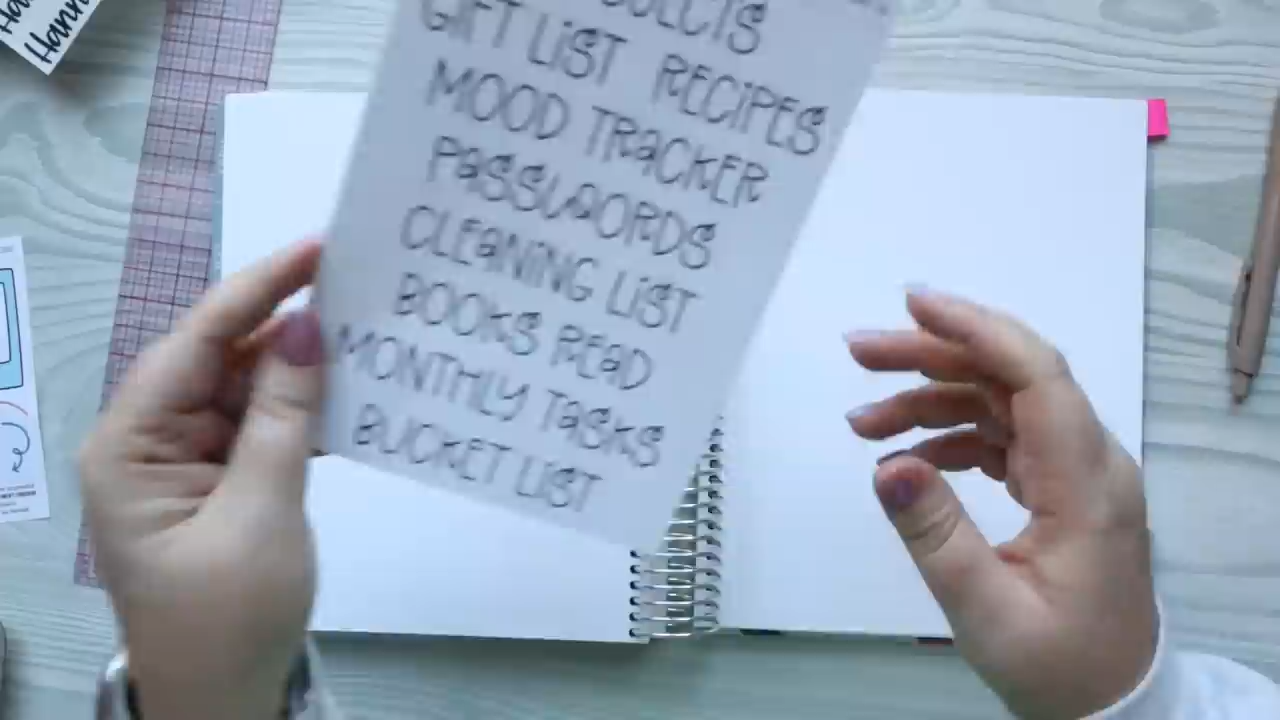 GIFT LIST RECIPES
MOOD TRACKER
PASSWORDS
CLEANING LIST
BOOKS READ
MONTHLY TASKS
BUCKET LIST